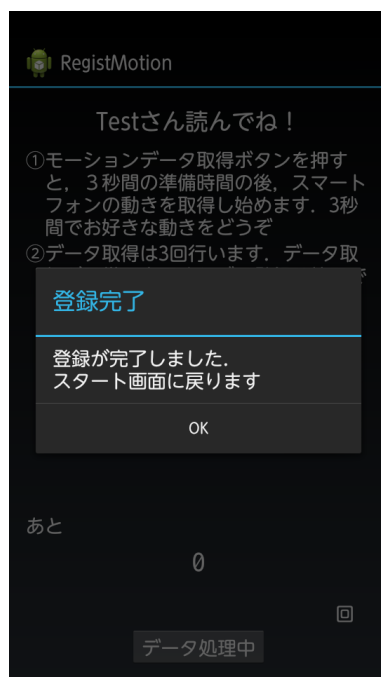 RegistMotion
Testさん読んでね！
①モーションデータ取得ボタンを押す
と，３秒間の準備時間の後，スマート
フォンの動きを取得し始めます．3秒
間でお好きな動きをどうぞ
②データ取得は3回行います．データ取
登録完了
登録が完了しました．
スタート画面に戻ります
OK
あと
0
データ処理中